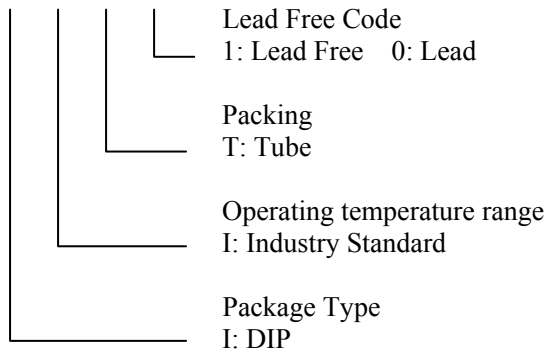 Lead Free Code
1: Lead Free 0: Lead
Packing
T: Tube
Operating temperature range
I: Industry Standard
Package Type
I: DIP